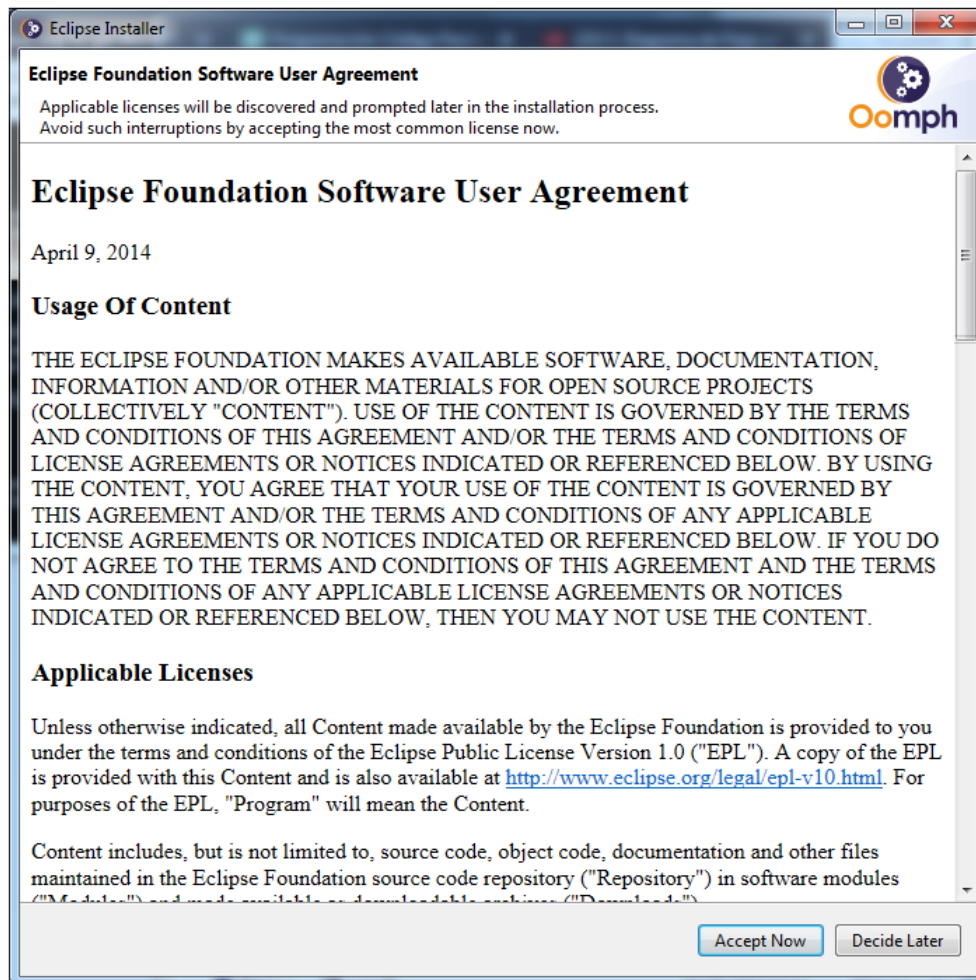 Eclipse Installer
Eclipse Foundation Software User Agreement
Applicable licenses will be discovered and prompted later in the installation process.
Avoid such interruptions by accepting the most common license now.
Oomph
Eclipse Foundation Software User Agreement
April 9, 2014
Usage Of Content
THE ECLIPSE FOUNDATION MAKES AVAILABLE SOFTWARE, DOCUMENTATION,
INFORMATION AND/OR OTHER MATERIALS FOR OPEN SOURCE PROJECTS
(COLLECTIVELY "CONTENT"). USE OF THE CONTENT IS GOVERNED BY THE TERMS
AND CONDITIONS OF THIS AGREEMENT AND/OR THE TERMS AND CONDITIONS OF
LICENSE AGREEMENTS OR NOTICES INDICATED OR REFERENCED BELOW. BY USING
THE CONTENT, YOU AGREE THAT YOUR USE OF THE CONTENT IS GOVERNED BY
THIS AGREEMENT AND/OR THE TERMS AND CONDITIONS OF ANY APPLICABLE
LICENSE AGREEMENTS OR NOTICES INDICATED OR REFERENCED BELOW. IF YOU DO
NOT AGREE TO THE TERMS AND CONDITIONS OF THIS AGREEMENT AND THE TERMS
AND CONDITIONS OF ANY APPLICABLE LICENSE AGREEMENTS OR NOTICES
INDICATED OR REFERENCED BELOW, THEN YOU MAY NOT USE THE CONTENT.
Applicable Licenses
Unless otherwise indicated, all Content made available by the Eclipse Foundation is provided to you
under the terms and conditions of the Eclipse Public License Version 1.0 ("EPL"). A copy of the EPL
is provided with this Content and is also available at http://www.eclipse.org/legal/epl-v10.html. For
purposes of the EPL, "Program" will mean the Content.
Content includes, but is not limited to, source code, object code, documentation and other files
maintained in the Eclipse Foundation source code repository ("Repository") in software modules
("Modules") and made available as downloadable archives ("Downloads").
Accept Now
Decide Later